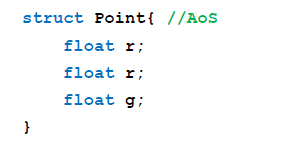 struct Point{ //AoS
float r;
float r;
float g;
}